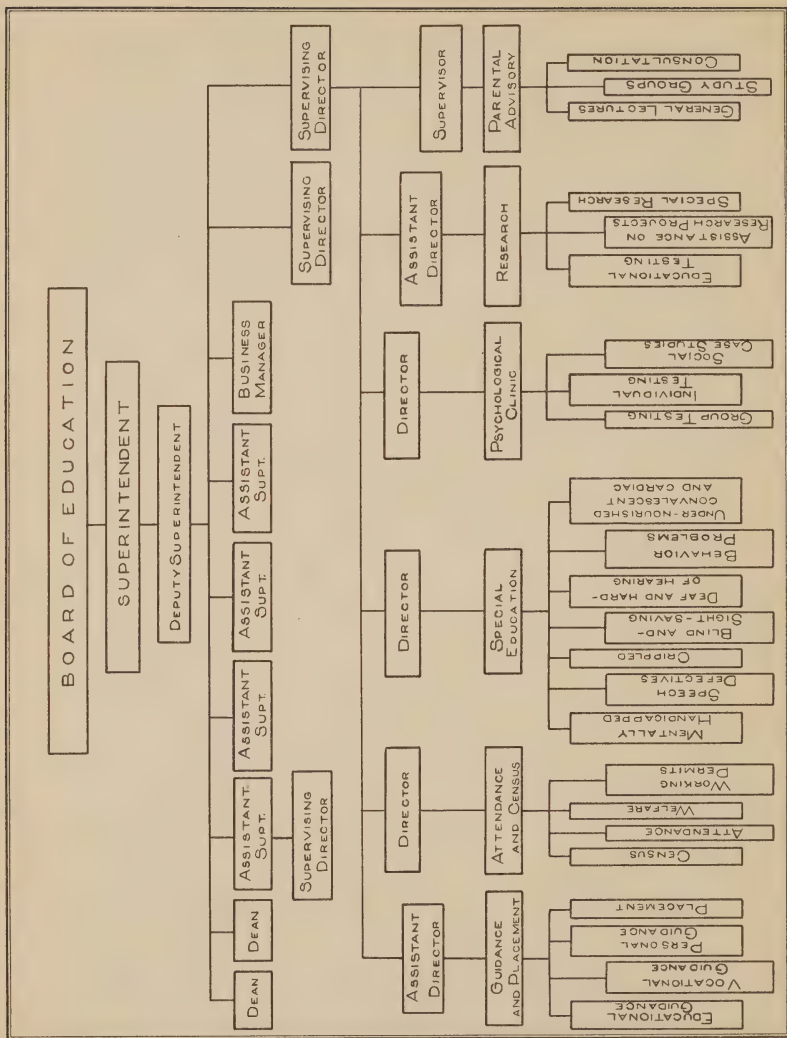 BOARD OF EDUCATION
SUPERINTENDENT
DEPUTY SUPERINTENDENT
DEAN
DEAN
ASSISTANT
SUPT.
ASSISTANT
SUPT.
ASSISTANT
SUPT.
ASSISTANT
SUPT.
BUSINESS
MANAGER
SUPERVISING
DIRECTOR
SUPERVISING
DIRECTOR
SUPERVISING
DIRECTOR
ASSISTANT
DIRECTOR
DIRECTOR
DIRECTOR
DIRECTOR
ASSISTANT
DIRECTOR
SUPERVISOR
GUIDANCE
AND PLACEMENT
ATTENDANCE
AND CENSUS
SPECIAL
EDUCATION
PSYCHOLOGICAL
CLINIC
RESEARCH
PARENTAL
ADVISORY
EDUCATIONAL
GUIDANCE
VOCATIONAL
GUIDANCE
PERSONAL
GUIDANCE
PLACEMENT
CENSUS
ATTENDANCE
WELFARE
WORKING
PERMITS
MENTALLY
HANDICAPPED
SPEECH
DEFECTIVES
CRIPPLED
BLIND AND-
SIGHT-SAVING
DEAF AND HARD-
OF HEARING
BEHAVIOR
PROBLEMS
UNDER-NOURISHED
CONVALESCENT
AND CARDIAC
GROUP TESTING
INDIVIDUAL
TESTING
SOCIAL
CASE STUDIES
EDUCATIONAL
TESTING
ASSISTANCE ON
RESEARCH PROJECTS
SPECIAL RESEARCH
GENERAL LECTURES
STUDY GROUPS
CONSULTATION